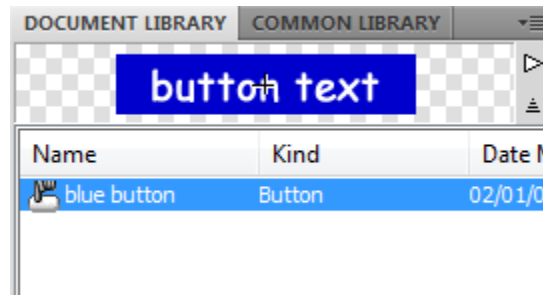 DOCUMENT LIBRARY COMMON LIBRARY
button text
Name Kind Date
blue button Button 02/01/0